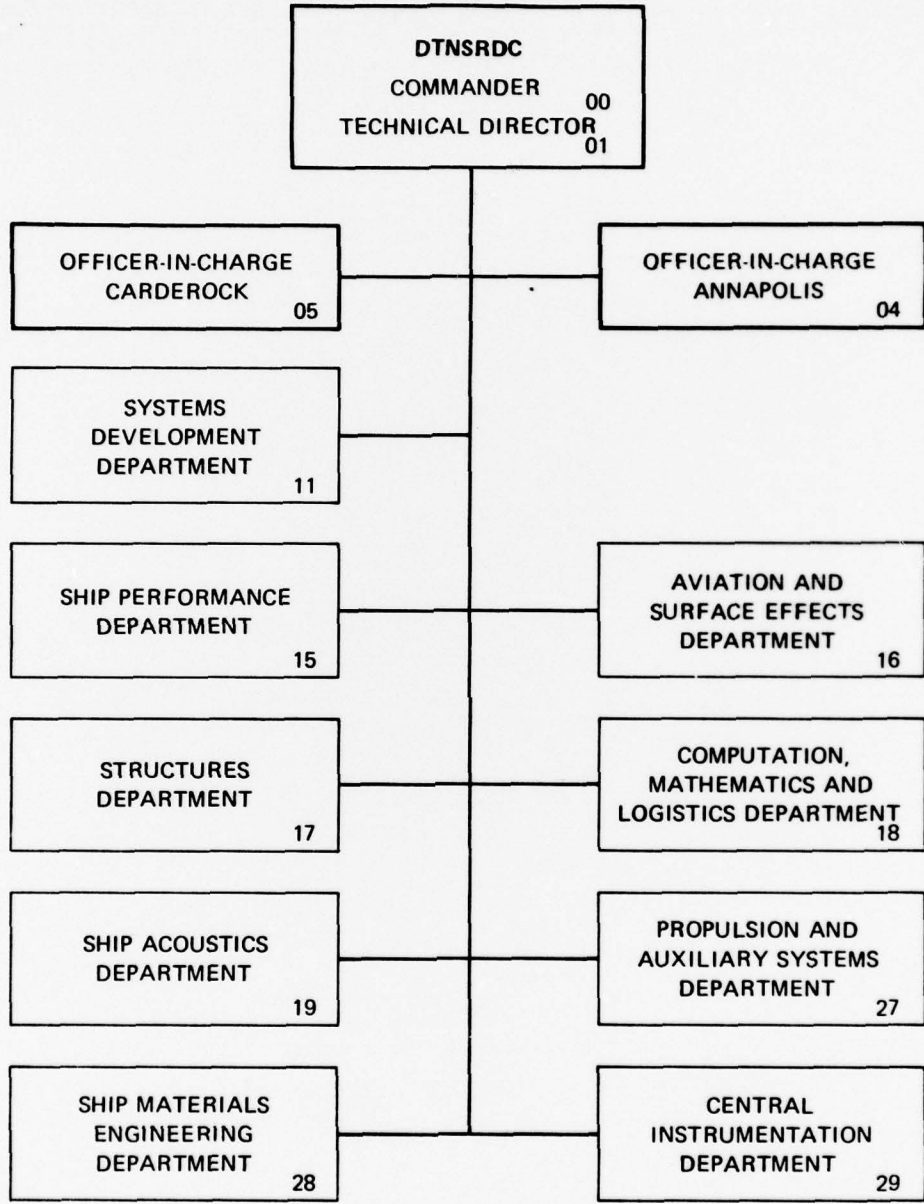 DTNSRDC
COMMANDER
00
TECHNICAL DIRECTOR
01
OFFICER-IN-CHARGE
CARDEROCK
05
OFFICER-IN-CHARGE
ANNAPOLIS
04
SYSTEMS
DEVELOPMENT
DEPARTMENT
11
SHIP PERFORMANCE
DEPARTMENT
15
AVIATION AND
SURFACE EFFECTS
DEPARTMENT
16
STRUCTURES
DEPARTMENT
17
COMPUTATION,
MATHEMATICS AND
LOGISTICS DEPARTMENT
18
SHIP ACOUSTICS
DEPARTMENT
19
PROPULSION AND
AUXILIARY SYSTEMS
DEPARTMENT
27
SHIP MATERIALS
ENGINEERING
DEPARTMENT
28
CENTRAL
INSTRUMENTATION
DEPARTMENT
29